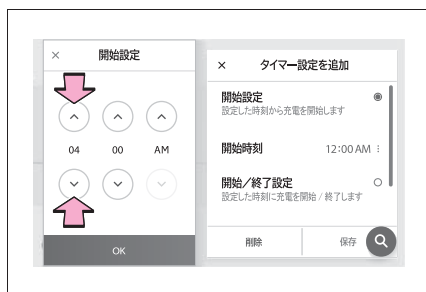 × 開始設定
04 00 AM
OK
× タイマー設定を追加
開始設定
設定した時刻から充電を開始します
開始時刻 12:00 AM
開始／終了設定
設定した時刻に充電を開始 / 終了します
削除 保存